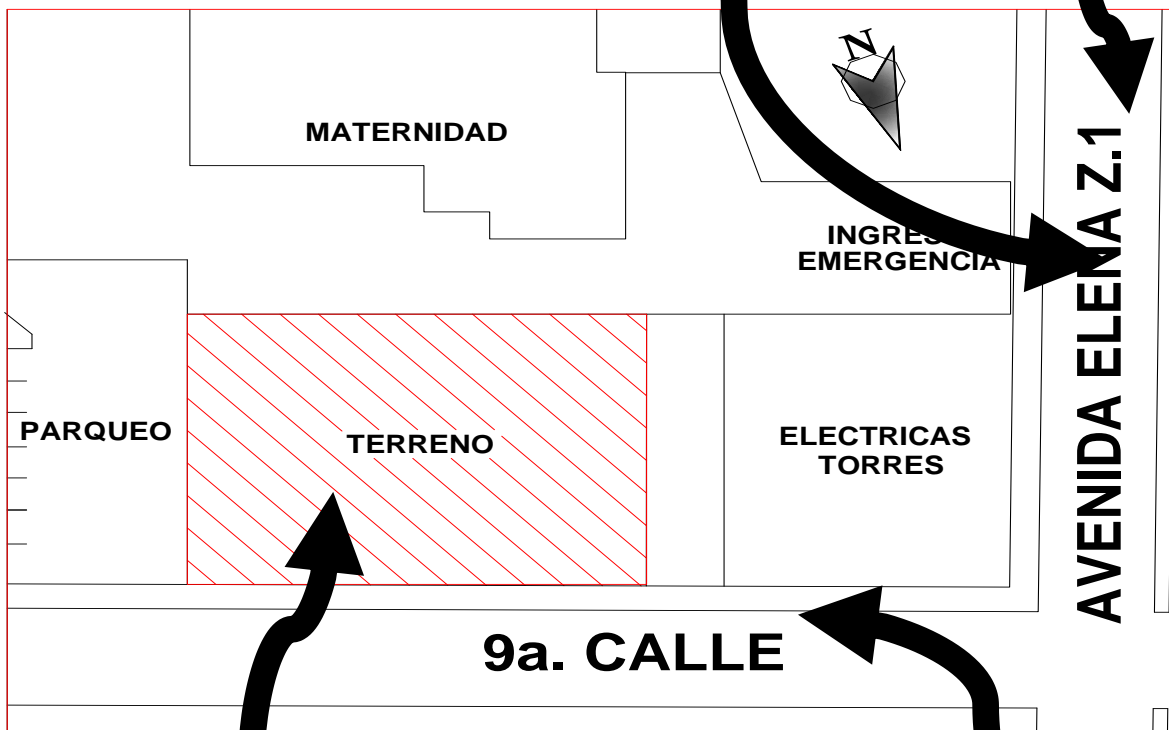 N
MATERNIDAD
INGRES
EMERGENCIA
AVENIDA ELENA Z.1
PARQUEO
TERRENO
ELECTRICAS
TORRES
9a. CALLE